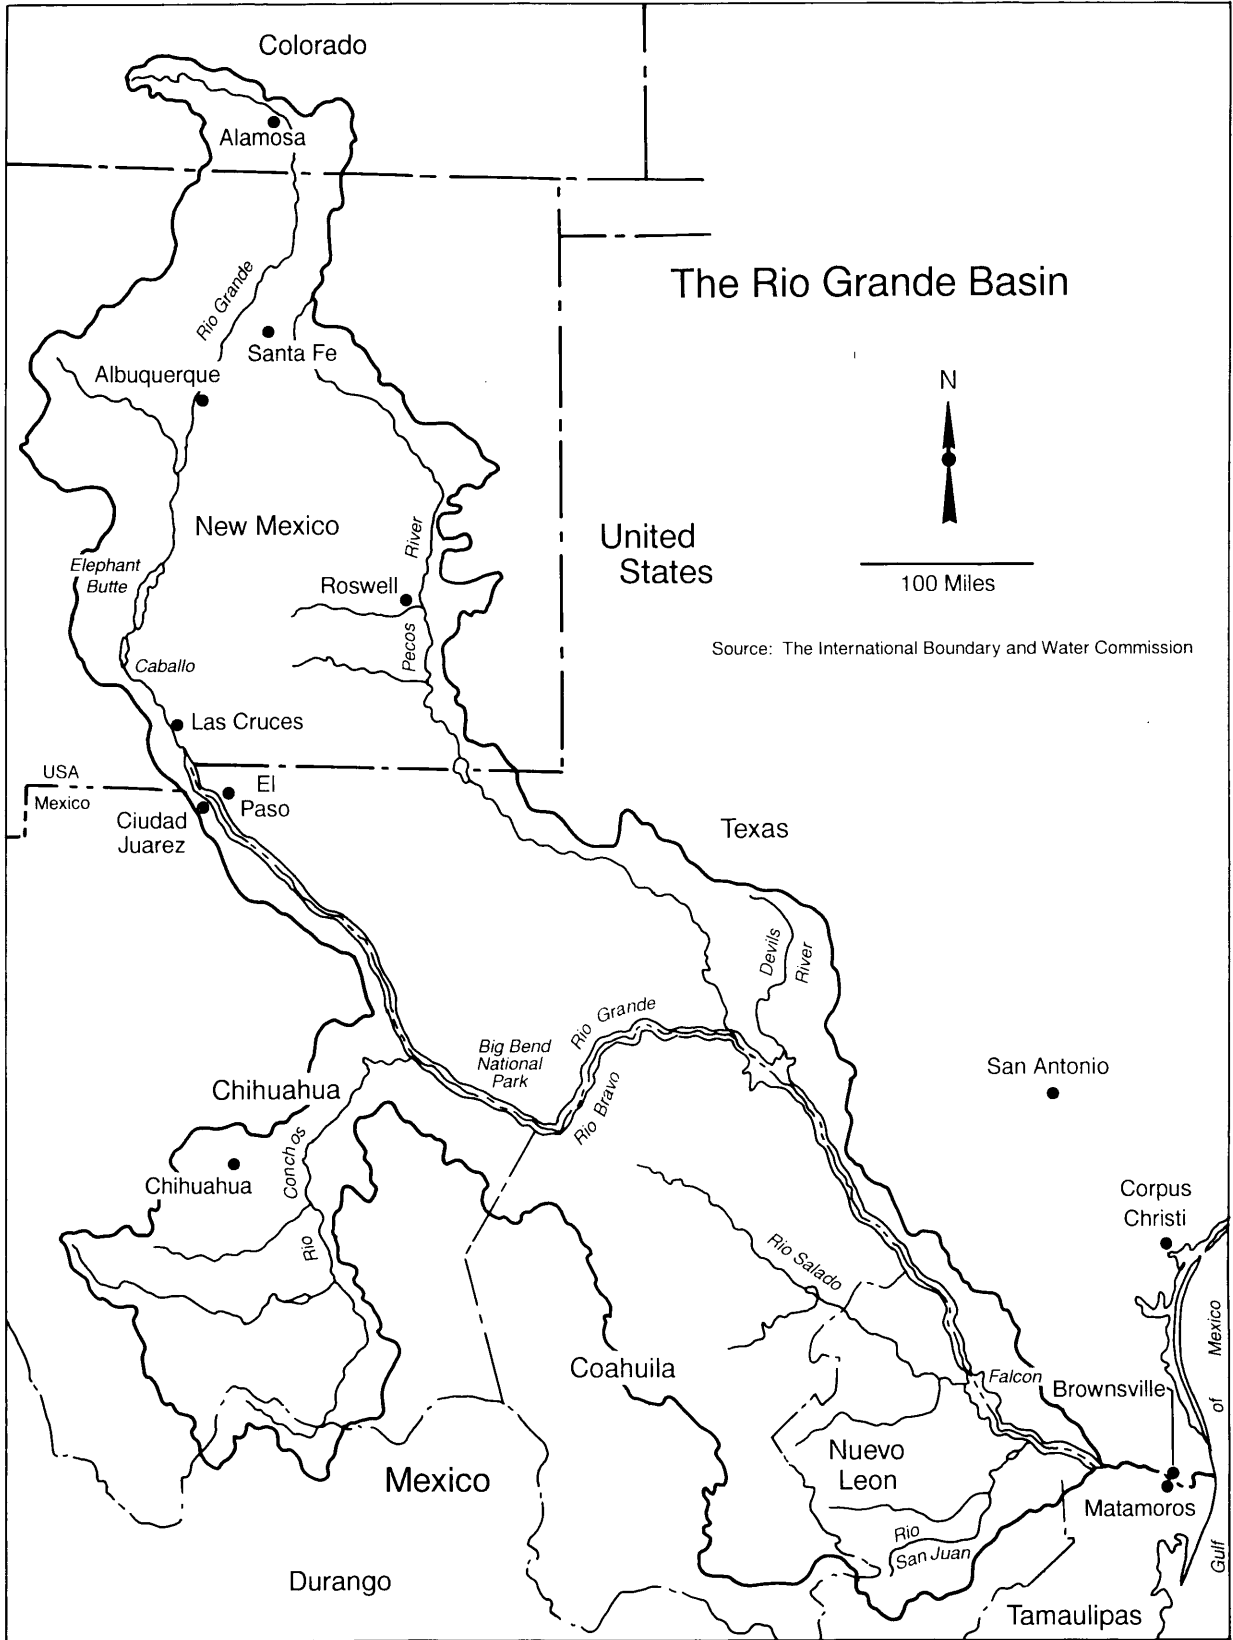 Colorado
Alamosa
Rio Grande
The Rio Grande Basin
Santa Fe
Albuquerque
N
New Mexico
River
United
States
Elephant
Butte
Roswell
100 Miles
Pecos
Source: The International Boundary and Water Commission
Caballo
Las Cruces
USA
Mexico
El
Paso
Ciudad
Juarez
Texas
Devils
River
Rio Grande
Big Bend
National
Park
Rio Bravo
San Antonio
Chihuahua
Conchos
Chihuahua
Rio
Corpus
Christi
Rio Salado
Gulf of Mexico
Coahuila
Falcon
Brownsville
Nuevo
Leon
Mexico
Matamoros
Rio
San Juan
Durango
Tamaulipas